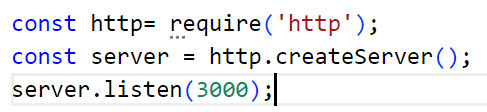 const http= require('http');
const server = http.createServer();
server.listen(3000);